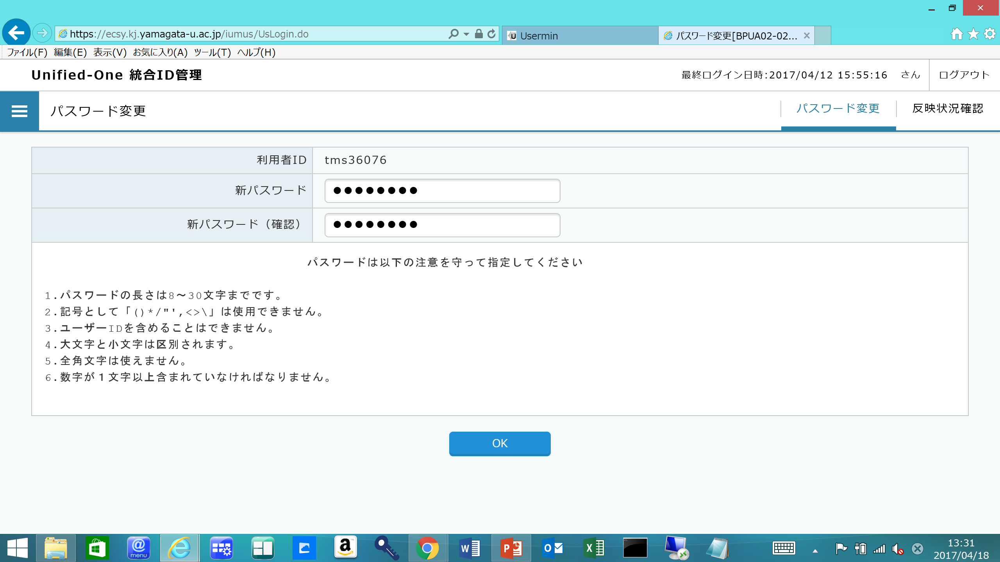 https://ecsy.kj.yamagata-u.ac.jp/iumus/UsLogin.do
Usermin
パスワード変更[BPUA02-02...
ファイル(F) 編集(E) 表示(V) お気に入り(A) ツール(T) ヘルプ(H)
Unified-One 統合ID管理
最終ログイン日時:2017/04/12 15:55:16 さん
ログアウト
パスワード変更
パスワード変更
反映状況確認
利用者ID
tms36076
新パスワード
●●●●●●●●
新パスワード（確認）
●●●●●●●●
パスワードは以下の注意を守って指定してください
1.パスワードの長さは8～30文字までです。
2.記号として「()*/"',<>\」は使用できません。
3.ユーザーIDを含めることはできません。
4.大文字と小文字は区別されます。
5.全角文字は使えません。
6.数字が１文字以上含まれていなければなりません。
OK
@
menu
a
W
P
O
X
13:31
2017/04/18